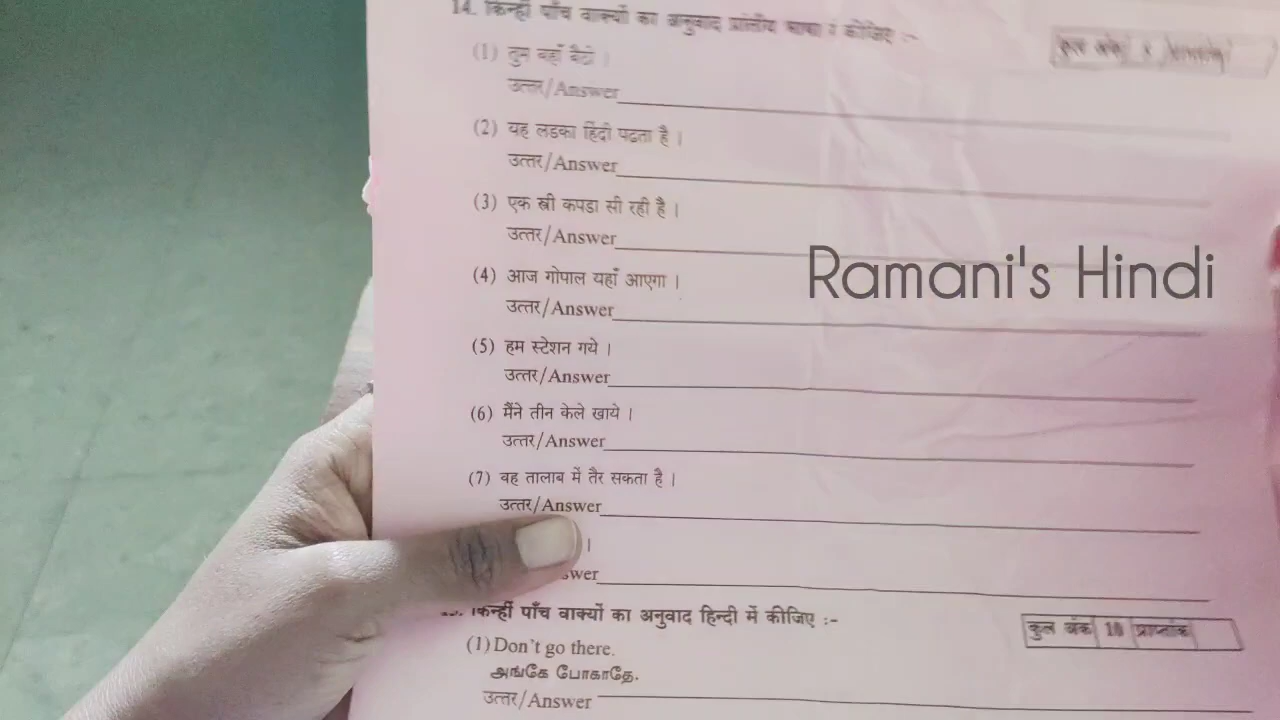 14. किन्हीं पाँच वाक्यों का अनुवाद प्रांतीय भाषा में कीजिए :-
(1) तुम वहाँ बैठो ।
उत्तर/Answer
(2) यह लडका हिंदी पढता है ।
उत्तर/Answer
(3) एक स्री कपडा सी रही है ।
उत्तर/Answer
Ramani's Hindi
(4) आज गोपाल यहाँ आएगा ।
उत्तर/Answer
(5) हम स्टेशन गये ।
उत्तर/Answer
(6) मैंने तीन केले खाये ।
उत्तर/Answer
(7) वह तालाब में तैर सकता है ।
उत्तर/Answer
।
swer
किन्हीं पाँच वाक्यों का अनुवाद हिन्दी में कीजिए :-
कुल अंक 10 प्राप्तांक
(1) Don't go there.
அங்கே போகாதே.
उत्तर/Answer